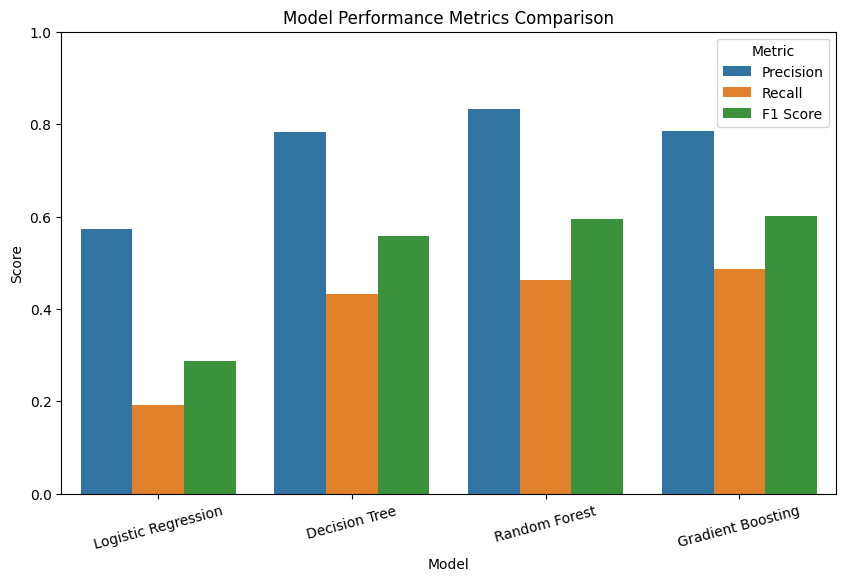 Model Performance Metrics Comparison
Metric
Precision
Recall
F1 Score
Score
1.0
0.8
0.6
0.4
0.2
0.0
Logistic Regression
Decision Tree
Random Forest
Gradient Boosting
Model